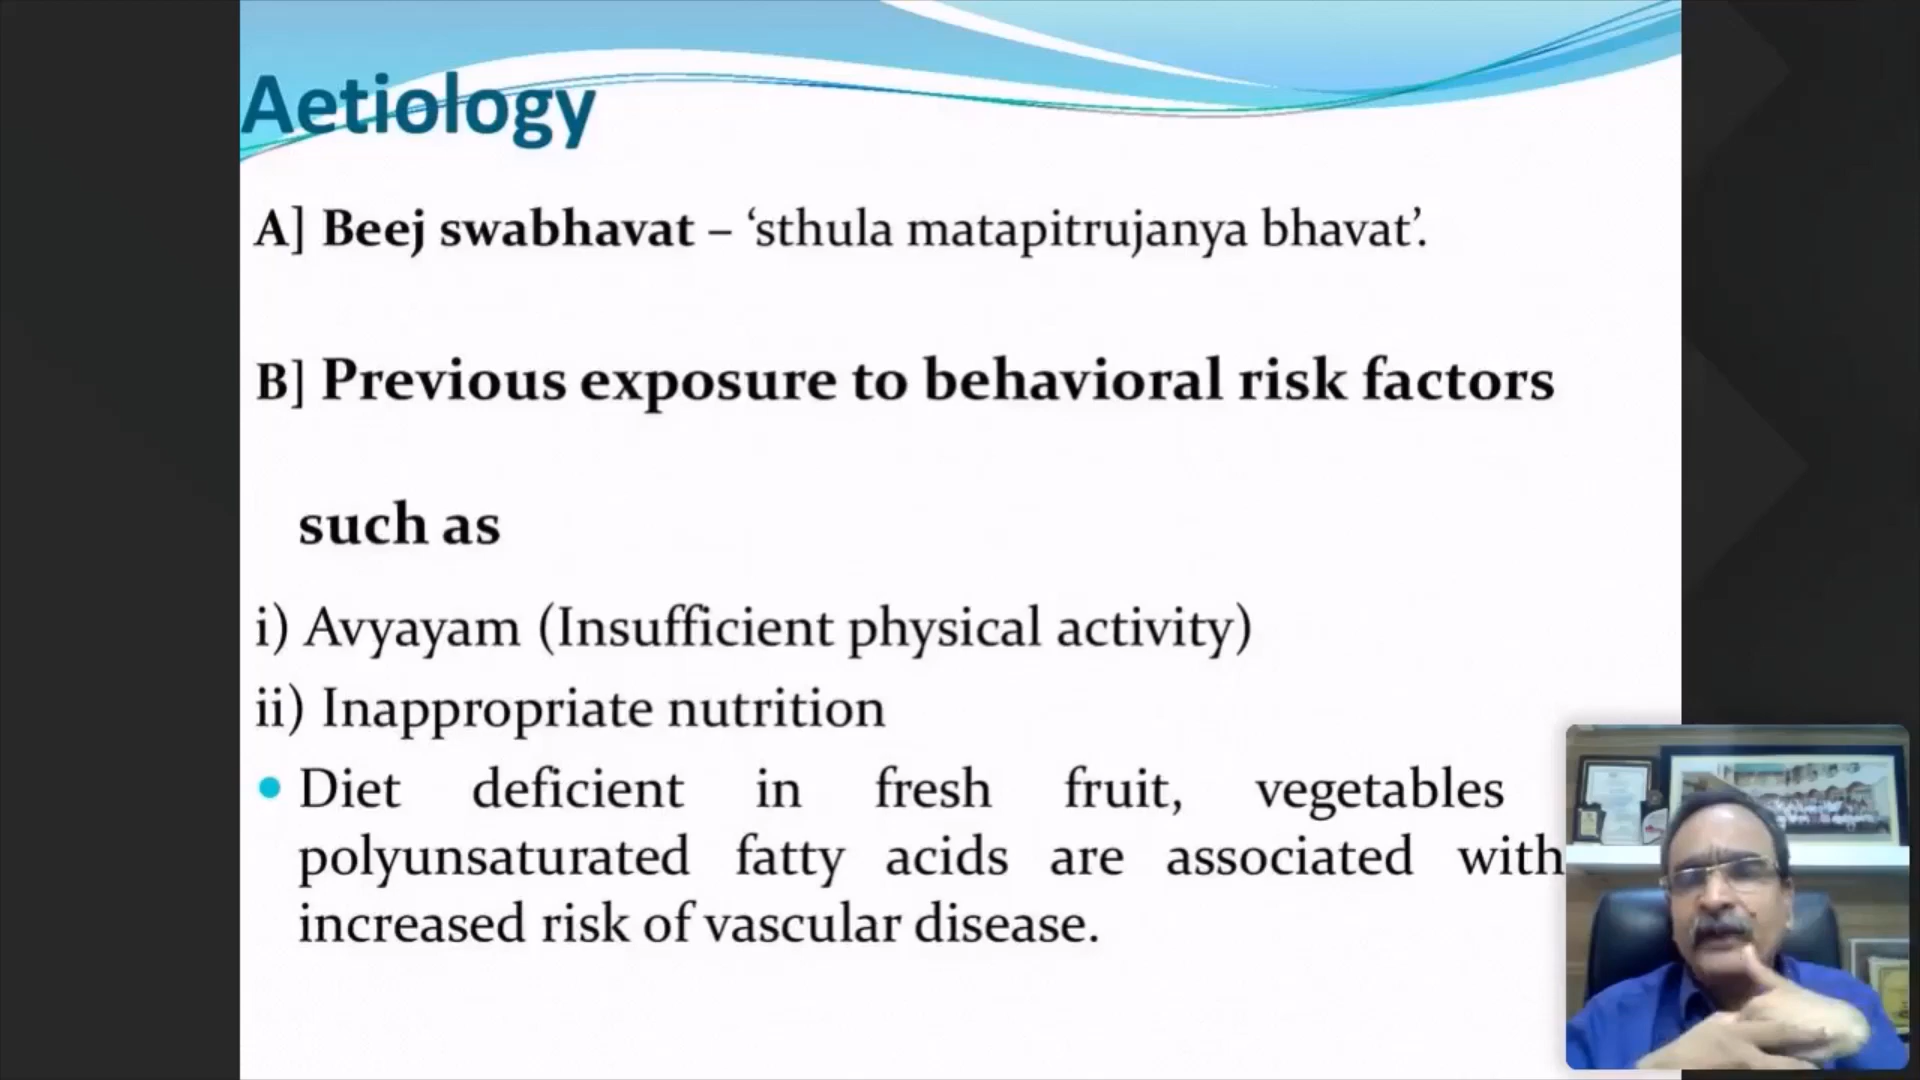 Aetiology
A] Beej swabhavat – ‘sthula matapitrujanya bhavat’.
B] Previous exposure to behavioral risk factors
such as
i) Avyayam (Insufficient physical activity)
ii) Inappropriate nutrition
• Diet deficient in fresh fruit, vegetables
polyunsaturated fatty acids are associated with
increased risk of vascular disease.